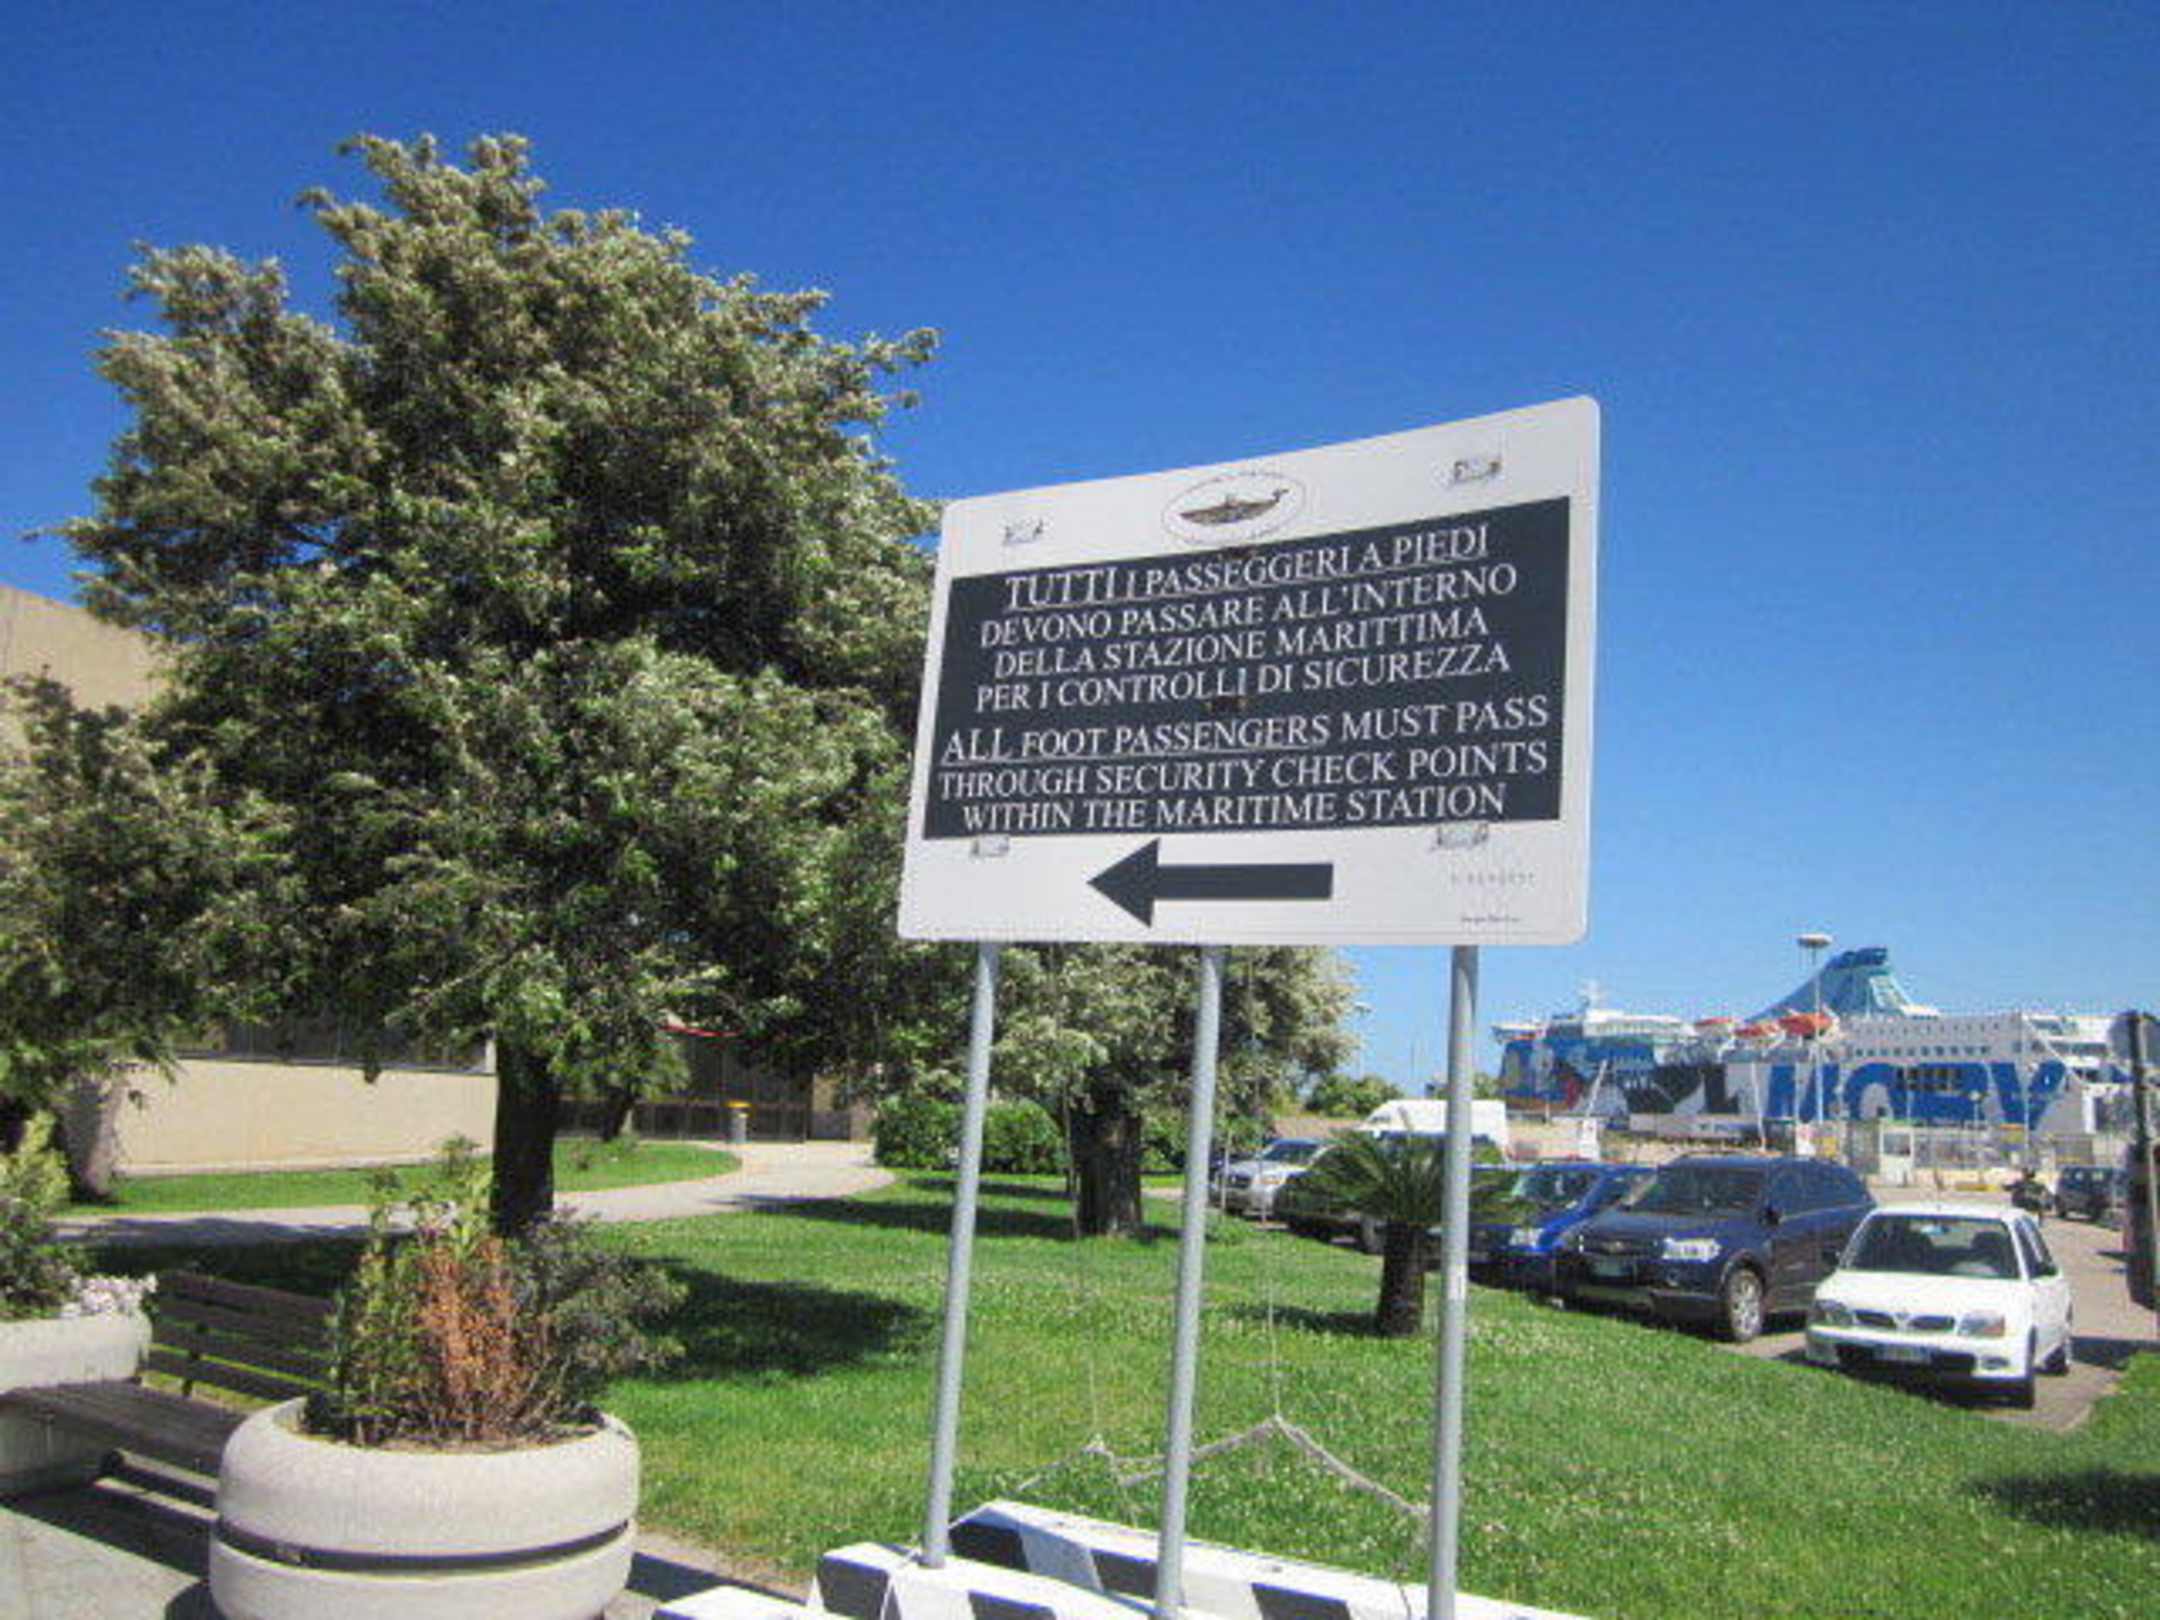 TUTTI I PASSEGGERI A PIEDI
DEVONO PASSARE ALL'INTERNO
DELLA STAZIONE MARITTIMA
PER I CONTROLLI DI SICUREZZA
ALL FOOT PASSENGERS MUST PASS
THROUGH SECURITY CHECK POINTS
WITHIN THE MARITIME STATION